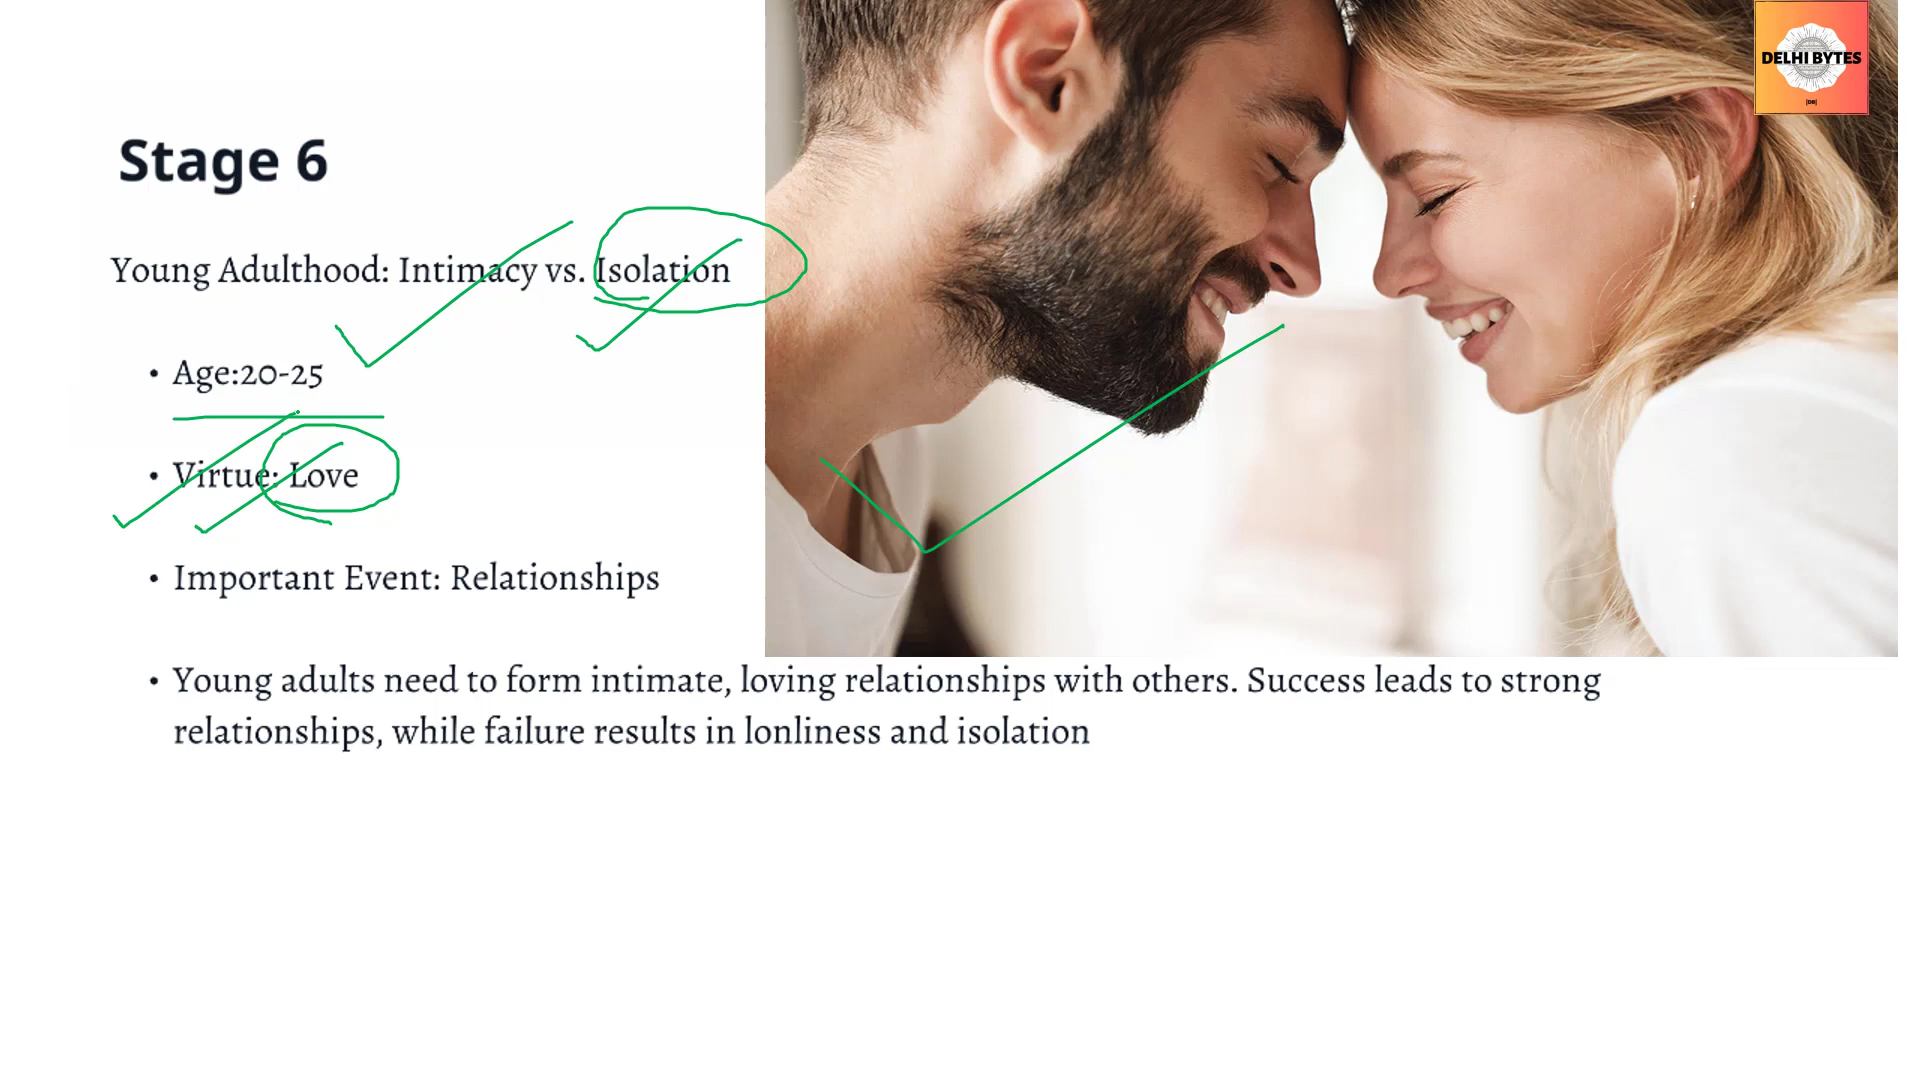 DELHI BYTES
[DB]
Stage 6
Young Adulthood: Intimacy vs. Isolation
• Age:20-25
• Virtue: Love
• Important Event: Relationships
• Young adults need to form intimate, loving relationships with others. Success leads to strong
relationships, while failure results in lonliness and isolation